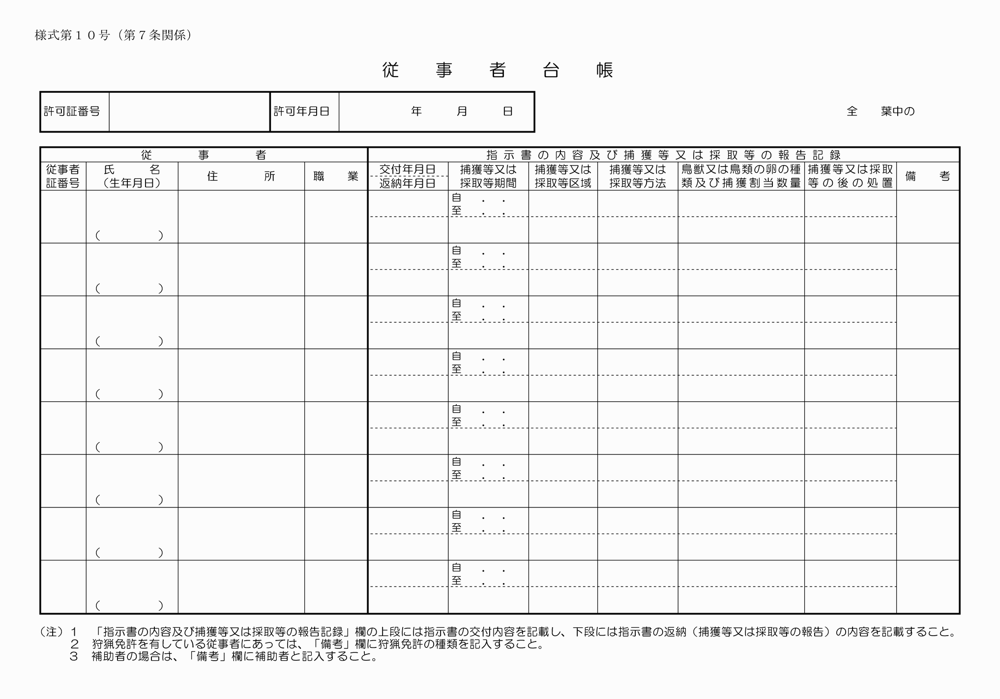 様式第１０号（第７条関係）
従　事　者　台　帳
許可証番号　許可年月日　年　月　日　全　葉中の
従　事　者　指示書の内容及び捕獲等又は採取等の報告記録
従事者証番号　氏　名（生年月日）　住　所　職　業　交付年月日　返納年月日　捕獲等又は採取等期間　捕獲等又は採取等区域　捕獲等又は採取等方法　鳥獣又は鳥類の卵の種類及び捕獲割当数量　捕獲等又は採取等の後の処置　備　考
自　．　．
至　．　．
（　　　　　）
自　．　．
至　．　．
（　　　　　）
自　．　．
至　．　．
（　　　　　）
自　．　．
至　．　．
（　　　　　）
自　．　．
至　．　．
（　　　　　）
自　．　．
至　．　．
（　　　　　）
自　．　．
至　．　．
（　　　　　）
自　．　．
至　．　．
（　　　　　）
（注）１　「指示書の内容及び捕獲等又は採取等の報告記録」欄の上段には指示書の交付内容を記載し、下段には指示書の返納（捕獲等又は採取等の報告）の内容を記載すること。
２　狩猟免許を有している従事者にあっては、「備考」欄に狩猟免許の種類を記入すること。
３　補助者の場合は、「備考」欄に補助者と記入すること。